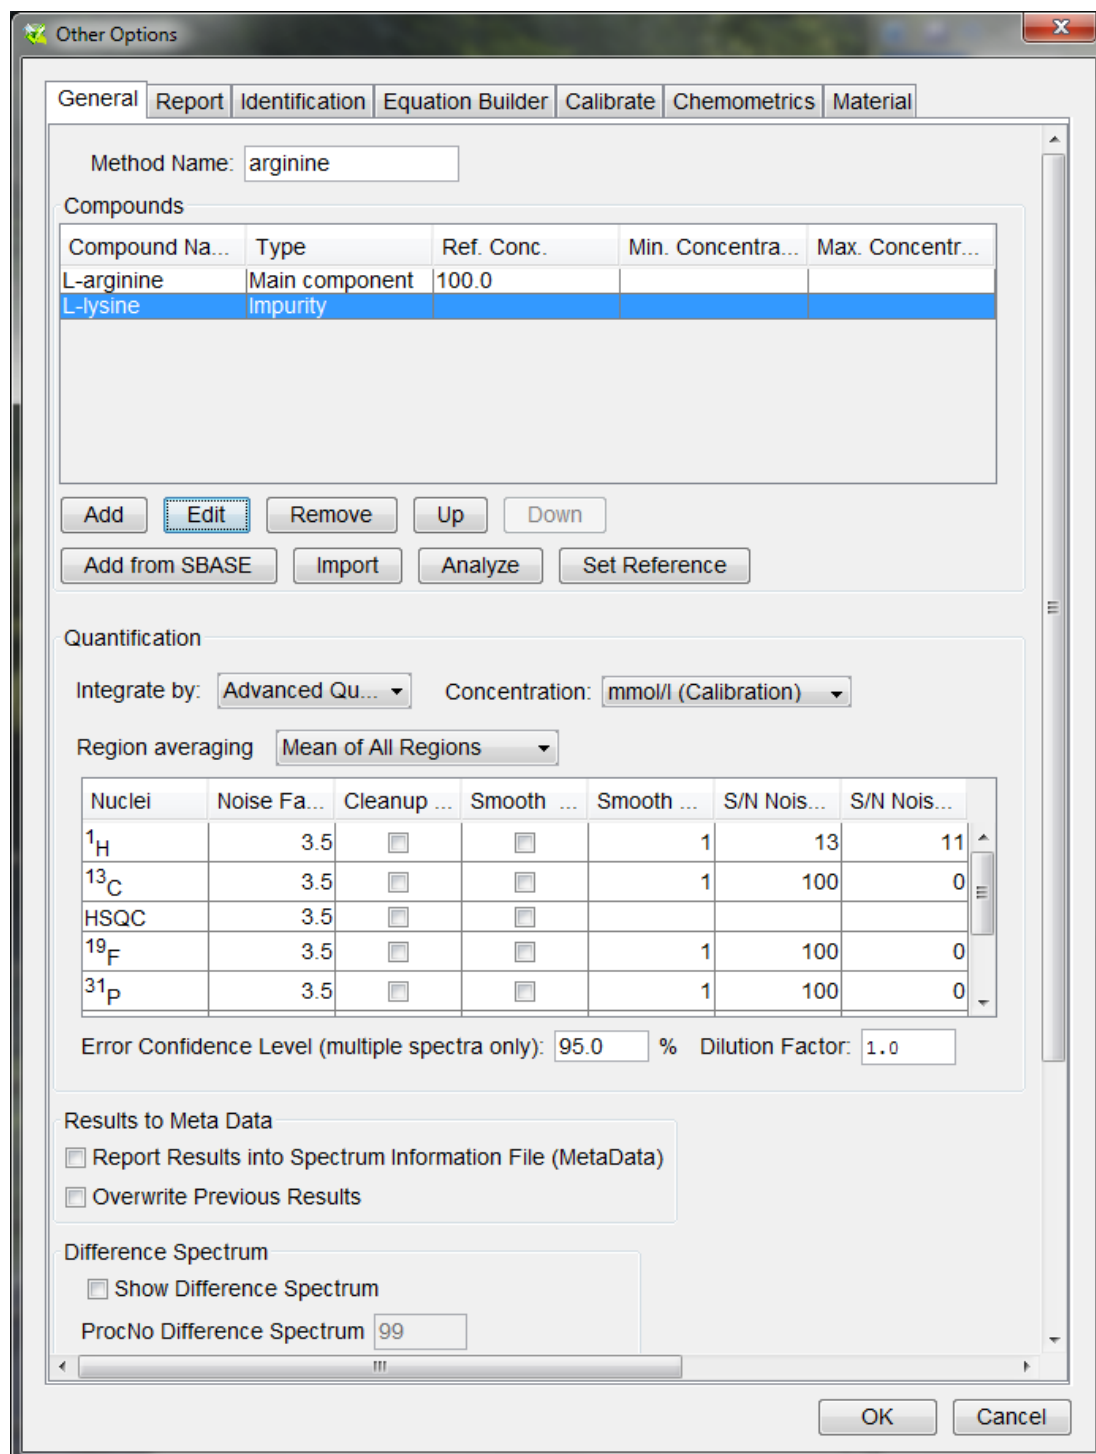 Other Options
General Report Identification Equation Builder Calibrate Chemometrics Material
Method Name: arginine
Compounds
Compound Na... Type Ref. Conc. Min. Concentra... Max. Concentr...
L-arginine Main component 100.0
L-lysine Impurity
Add Edit Remove Up Down
Add from SBASE Import Analyze Set Reference
Quantification
Integrate by: Advanced Qu... Concentration: mmol/l (Calibration)
Region averaging Mean of All Regions
Nuclei Noise Fa... Cleanup ... Smooth ... Smooth ... S/N Nois... S/N Nois...
¹H 3.5 1 13 11
¹³C 3.5 1 100 0
HSQC 3.5
¹⁹F 3.5 1 100 0
³¹P 3.5 1 100 0
Error Confidence Level (multiple spectra only): 95.0 % Dilution Factor: 1.0
Results to Meta Data
Report Results into Spectrum Information File (MetaData)
Overwrite Previous Results
Difference Spectrum
Show Difference Spectrum
ProcNo Difference Spectrum 99
OK Cancel